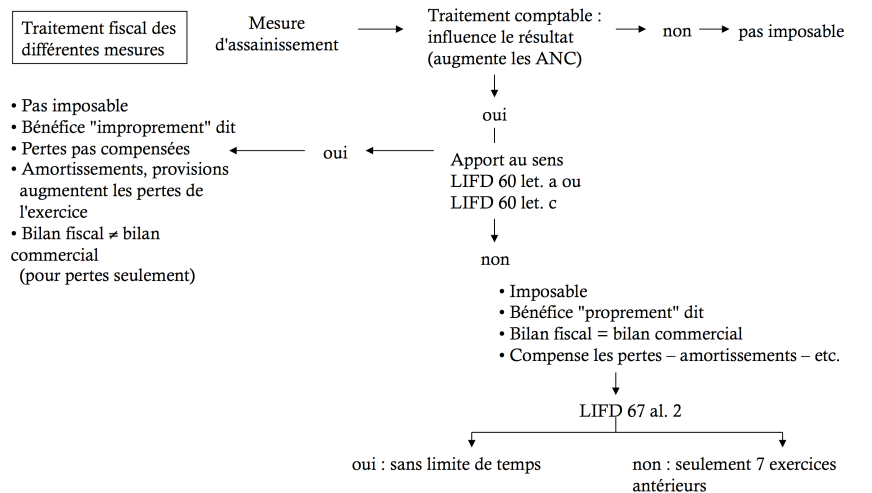 Traitement fiscal des
différentes mesures
Mesure
d'assainissement
Traitement comptable :
influence le résultat
(augmente les ANC)
non
pas imposable
oui
Apport au sens
LIFD 60 let. a ou
LIFD 60 let. c
oui
• Pas imposable
• Bénéfice "improprement" dit
• Pertes pas compensées
• Amortissements, provisions
augmentent les pertes de
l'exercice
• Bilan fiscal ≠ bilan
commercial
(pour pertes seulement)
non
• Imposable
• Bénéfice "proprement" dit
• Bilan fiscal = bilan commercial
• Compense les pertes – amortissements – etc.
LIFD 67 al. 2
oui : sans limite de temps
non : seulement 7 exercices
antérieurs